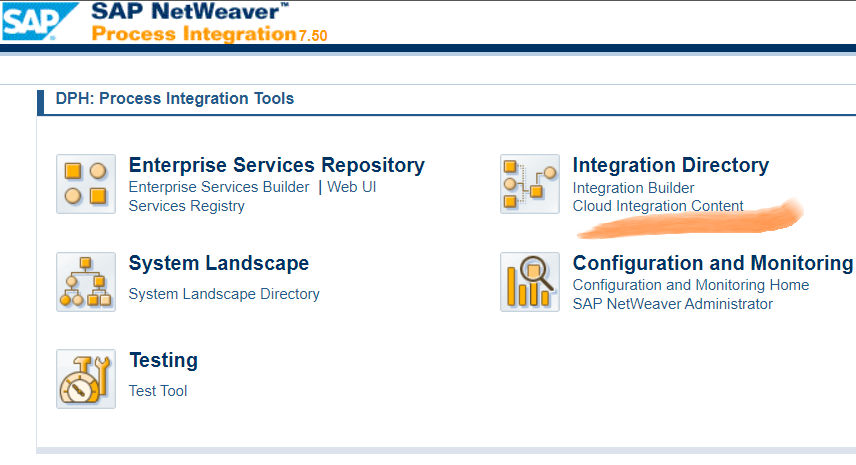 SAP
SAP NetWeaver™
Process Integration 7.50
DPH: Process Integration Tools
Enterprise Services Repository
Enterprise Services Builder | Web UI
Services Registry
Integration Directory
Integration Builder
Cloud Integration Content
System Landscape
System Landscape Directory
Configuration and Monitoring
Configuration and Monitoring Home
SAP NetWeaver Administrator
Testing
Test Tool